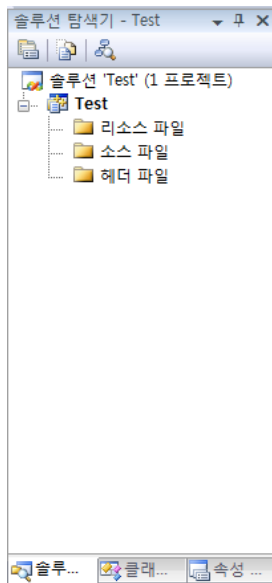 솔루션 탐색기 - Test
솔루션 'Test' (1 프로젝트)
Test
리소스 파일
소스 파일
헤더 파일
솔루... 클래... 속성 ...